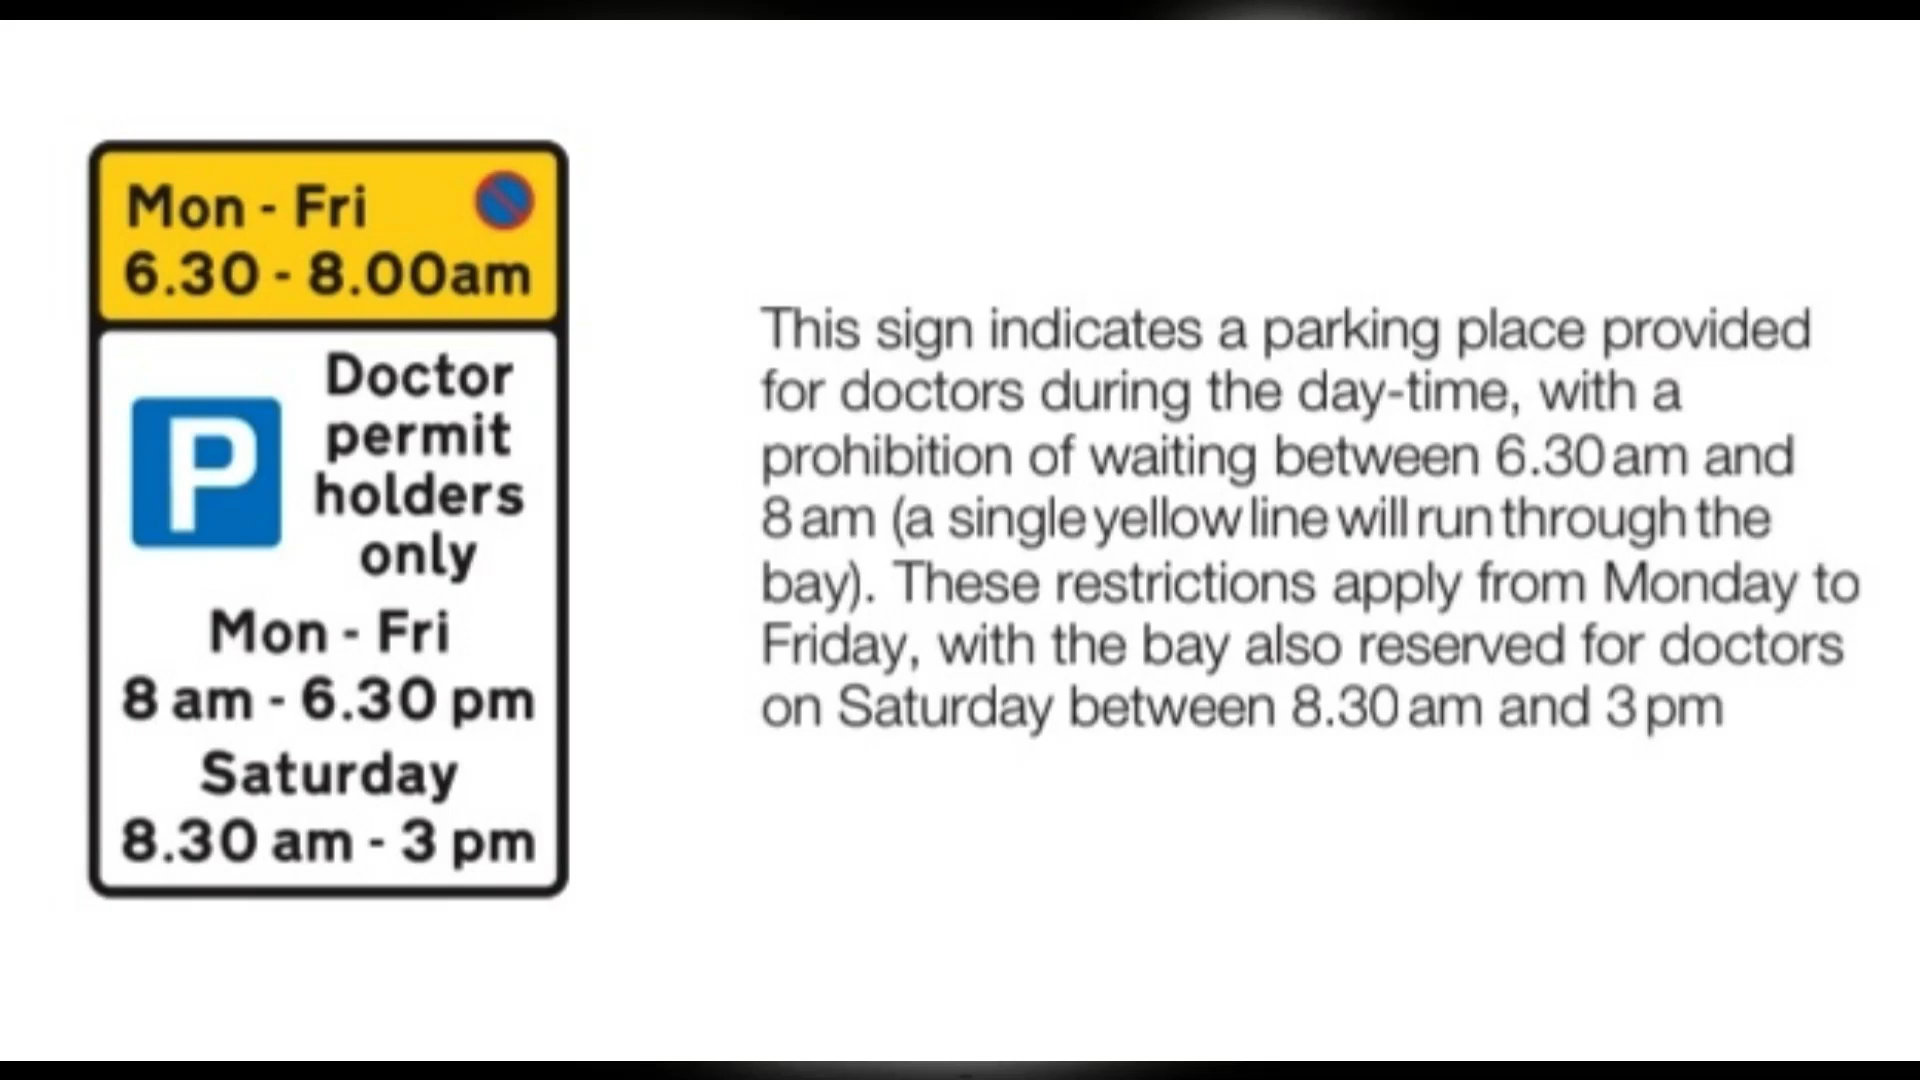 Mon - Fri
6.30 - 8.00am
P
Doctor
permit
holders
only
Mon - Fri
8 am - 6.30 pm
Saturday
8.30 am - 3 pm
This sign indicates a parking place provided
for doctors during the day-time, with a
prohibition of waiting between 6.30 am and
8 am (a single yellow line will run through the
bay). These restrictions apply from Monday to
Friday, with the bay also reserved for doctors
on Saturday between 8.30 am and 3 pm